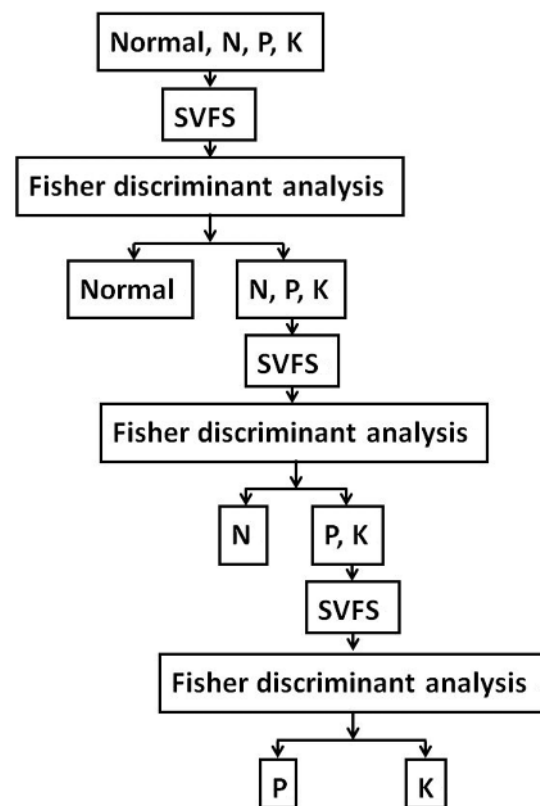 Normal, N, P, K
SVFS
Fisher discriminant analysis
Normal
N, P, K
SVFS
Fisher discriminant analysis
N
P, K
SVFS
Fisher discriminant analysis
P
K